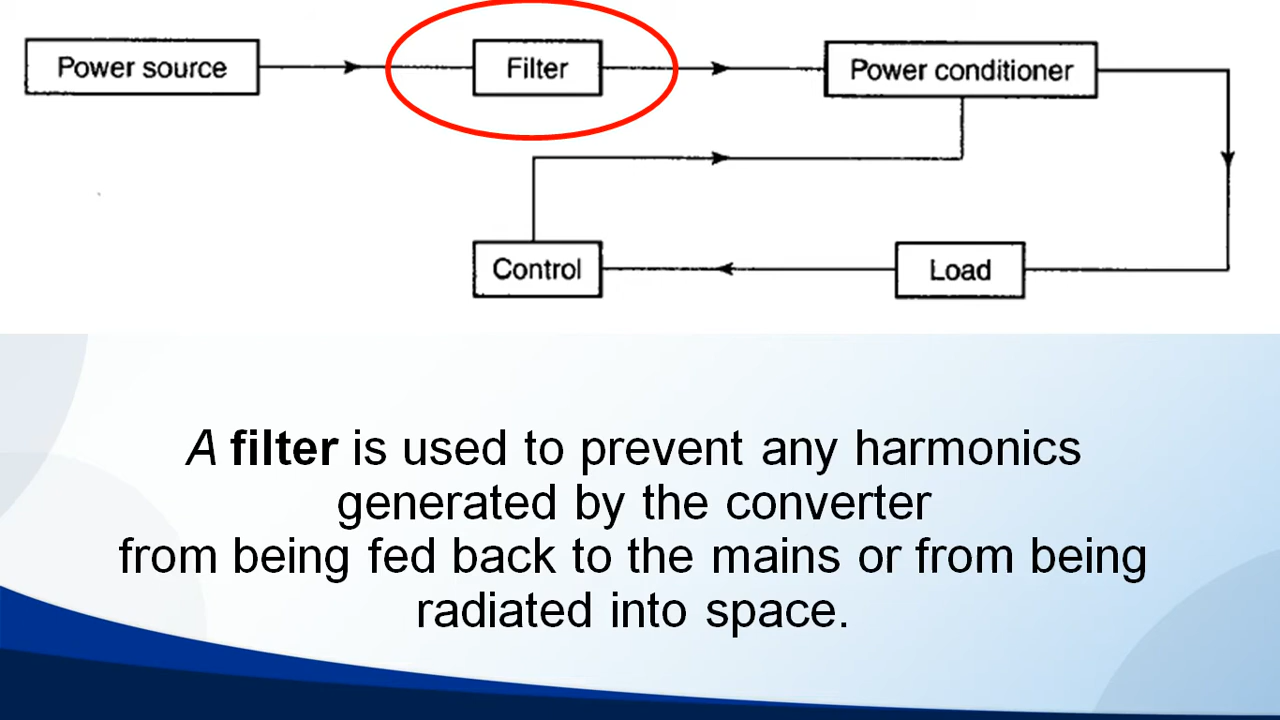 Power source
Filter
Power conditioner
Control
Load
A filter is used to prevent any harmonics
generated by the converter
from being fed back to the mains or from being
radiated into space.